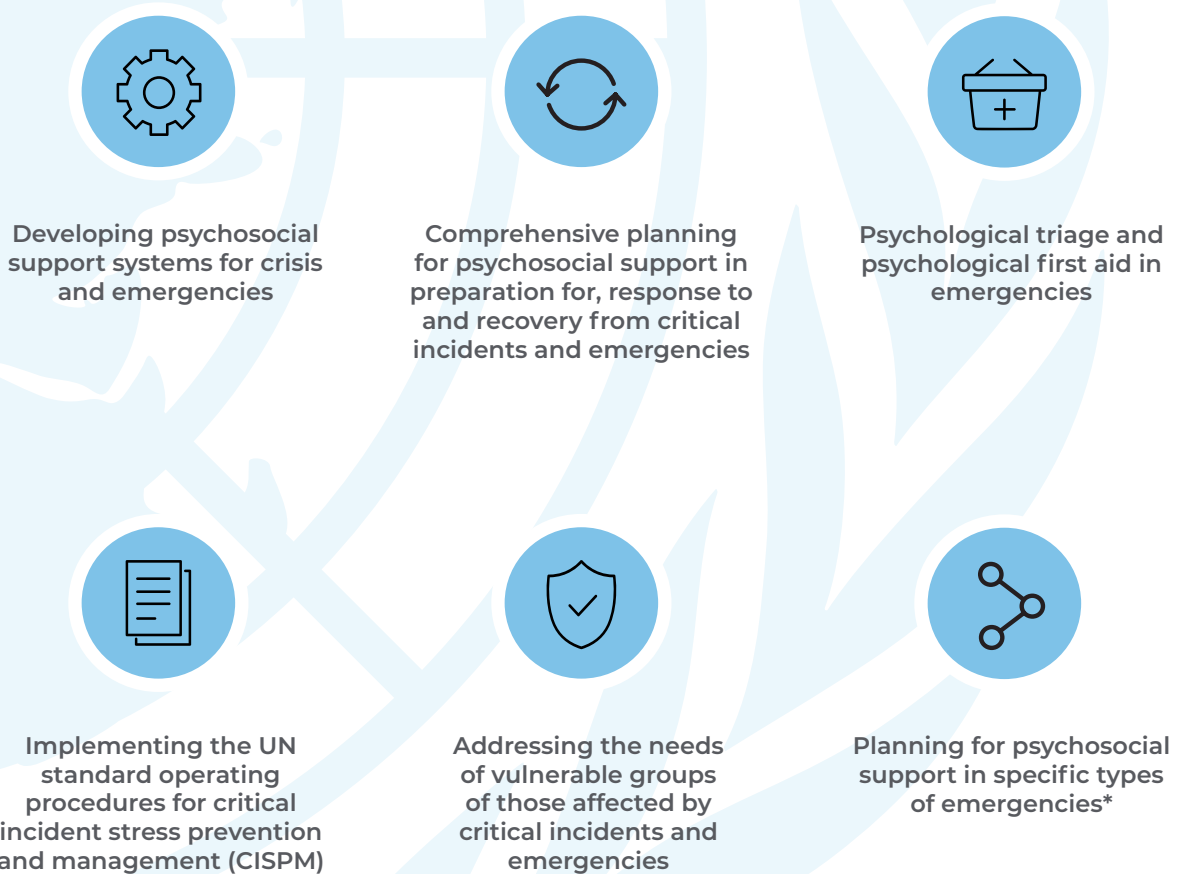 Developing psychosocial
support systems for crisis
and emergencies
Comprehensive planning
for psychosocial support in
preparation for, response to
and recovery from critical
incidents and emergencies
Psychological triage and
psychological first aid in
emergencies
Implementing the UN
standard operating
procedures for critical
incident stress prevention
and management (CISPM)
Addressing the needs
of vulnerable groups
of those affected by
critical incidents and
emergencies
Planning for psychosocial
support in specific types
of emergencies*